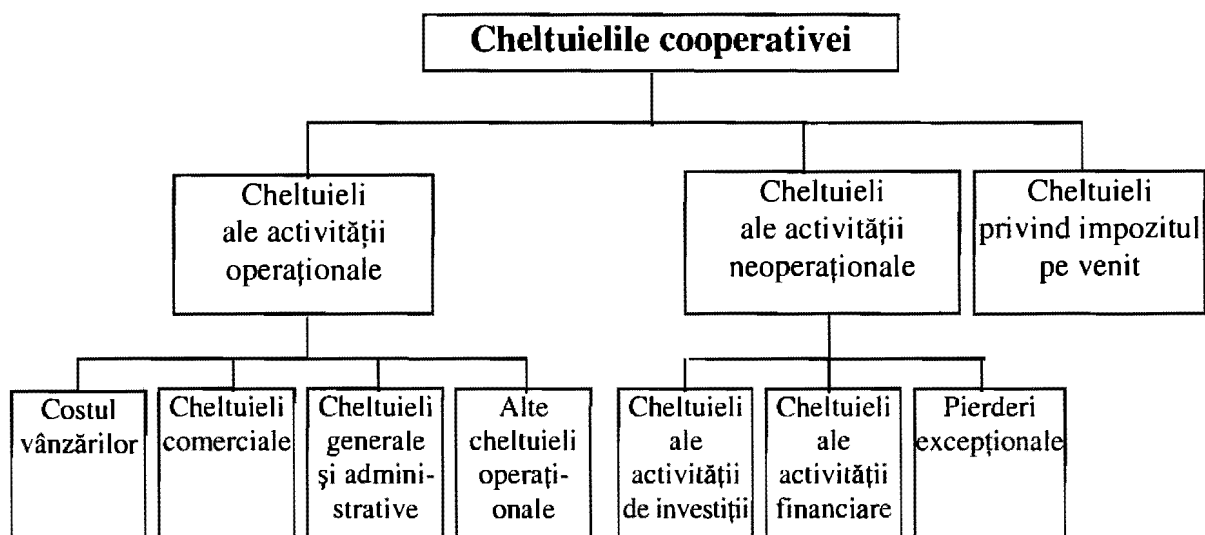 Cheltuielile cooperativei
Cheltuieli
ale activității
operaționale
Cheltuieli
ale activității
neoperaționale
Cheltuieli
privind impozitul
pe venit
Costul
vânzărilor
Cheltuieli
comerciale
Cheltuieli
generale
și admini-
strative
Alte
cheltuieli
operați-
onale
Cheltuieli
ale
activității
de investiții
Cheltuieli
ale
activității
financiare
Pierderi
excepționale